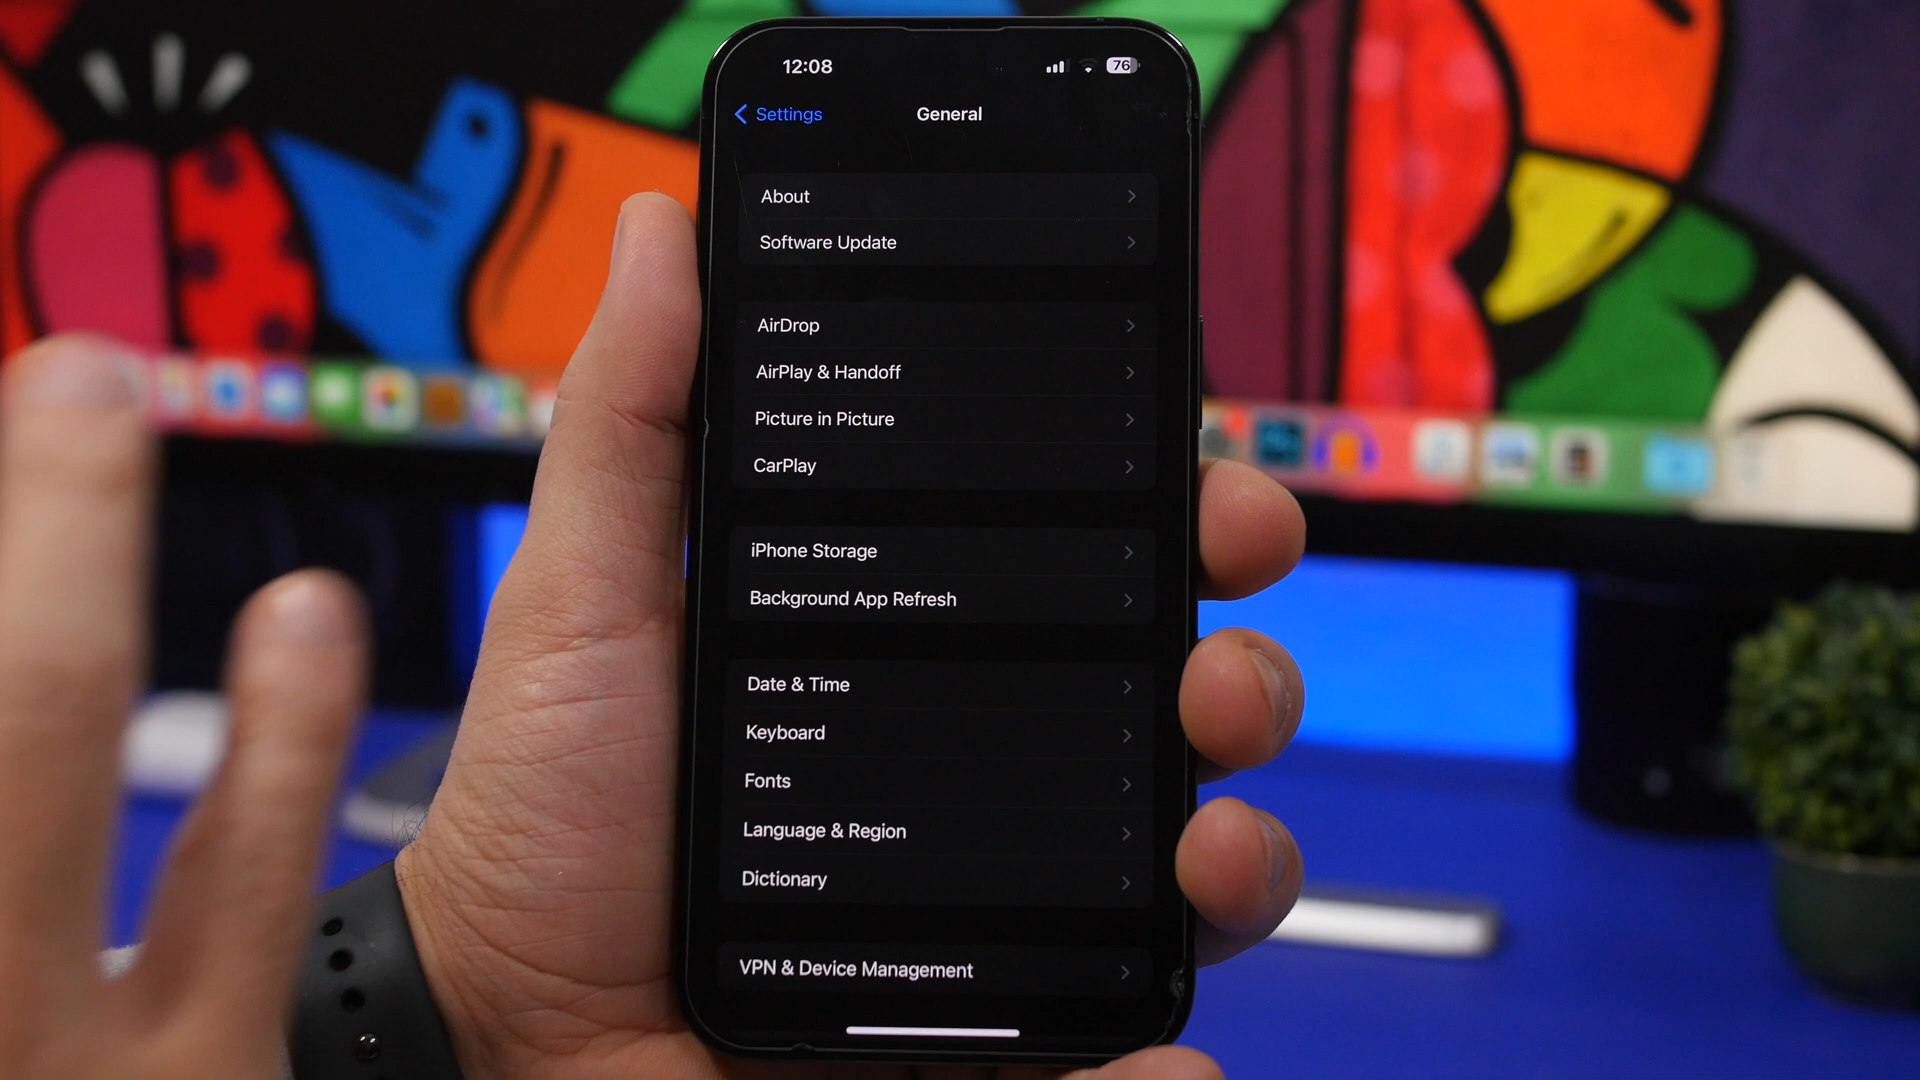 12:08
76
Settings
General
About
Software Update
AirDrop
AirPlay & Handoff
Picture in Picture
CarPlay
iPhone Storage
Background App Refresh
Date & Time
Keyboard
Fonts
Language & Region
Dictionary
VPN & Device Management